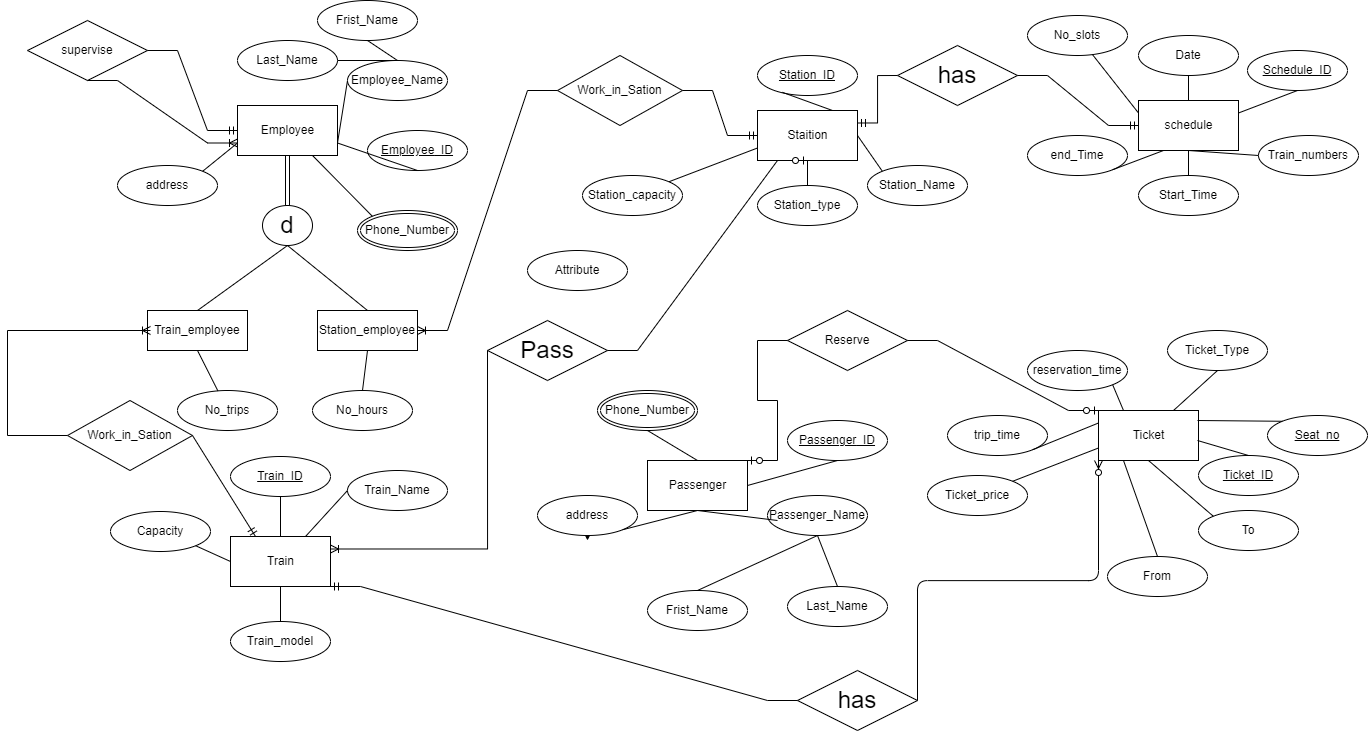 Frist_Name
supervise
Last_Name
Employee_Name
Employee
Employee_ID
address
Phone_Number
d
Train_employee
Station_employee
No_trips
No_hours
Work_in_Sation
Station_ID
Staition
Station_capacity
Station_type
Station_Name
has
No_slots
Date
Schedule_ID
schedule
end_Time
Train_numbers
Start_Time
Attribute
Pass
Reserve
Phone_Number
Passenger_ID
Passenger
address
Passenger_Name
Frist_Name
Last_Name
reservation_time
Ticket_Type
trip_time
Ticket
Seat_no
Ticket_price
Ticket_ID
To
From
Work_in_Sation
Train_ID
Train_Name
Capacity
Train
Train_model
has